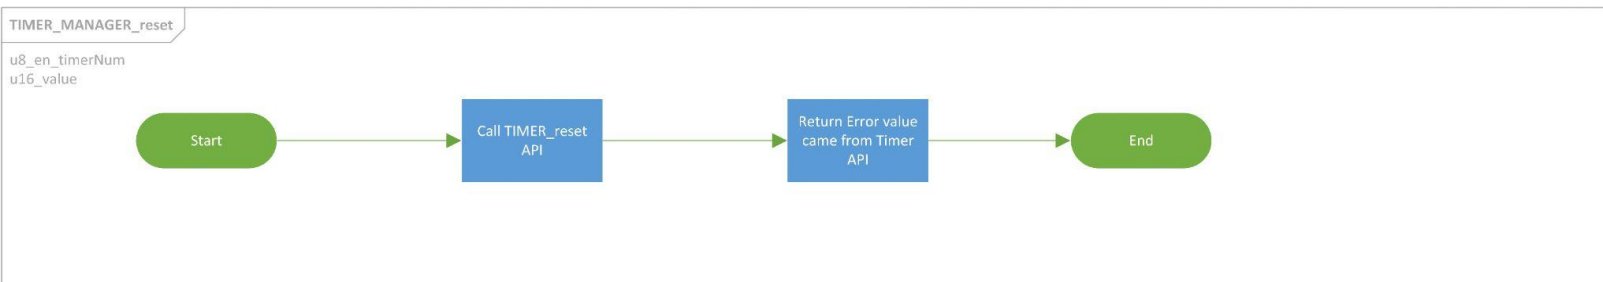 TIMER_MANAGER_reset
u8_en_timerNum
u16_value
Start
Call TIMER_reset
API
Return Error value
came from Timer
API
End